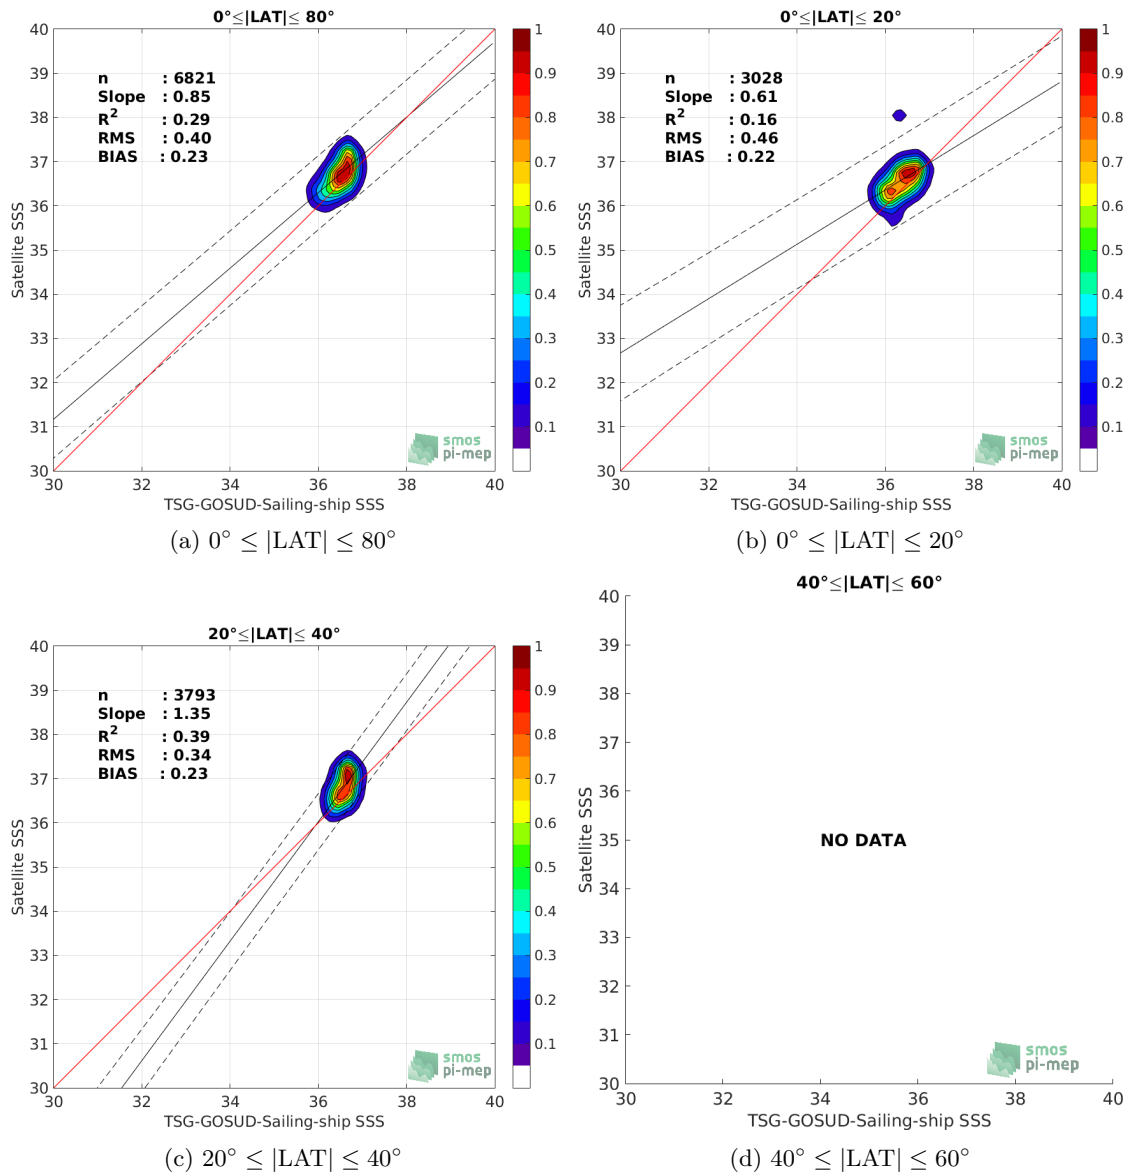 0°≤|LAT|≤ 80°
40
39
38
37
36
35
34
33
32
31
30
Satellite SSS
n : 6821
Slope : 0.85
R² : 0.29
RMS : 0.40
BIAS : 0.23
smos
pi-mep
30 32 34 36 38 40
TSG-GOSUD-Sailing-ship SSS
1
0.9
0.8
0.7
0.6
0.5
0.4
0.3
0.2
0.1
(a) 0° ≤ |LAT| ≤ 80°
0°≤|LAT|≤ 20°
40
39
38
37
36
35
34
33
32
31
30
Satellite SSS
n : 3028
Slope : 0.61
R² : 0.16
RMS : 0.46
BIAS : 0.22
smos
pi-mep
30 32 34 36 38 40
TSG-GOSUD-Sailing-ship SSS
1
0.9
0.8
0.7
0.6
0.5
0.4
0.3
0.2
0.1
(b) 0° ≤ |LAT| ≤ 20°
20°≤|LAT|≤ 40°
40
39
38
37
36
35
34
33
32
31
30
Satellite SSS
n : 3793
Slope : 1.35
R² : 0.39
RMS : 0.34
BIAS : 0.23
smos
pi-mep
30 32 34 36 38 40
TSG-GOSUD-Sailing-ship SSS
1
0.9
0.8
0.7
0.6
0.5
0.4
0.3
0.2
0.1
(c) 20° ≤ |LAT| ≤ 40°
40°≤|LAT|≤ 60°
40
39
38
37
36
35
34
33
32
31
30
Satellite SSS
NO DATA
smos
pi-mep
30 32 34 36 38 40
TSG-GOSUD-Sailing-ship SSS
(d) 40° ≤ |LAT| ≤ 60°